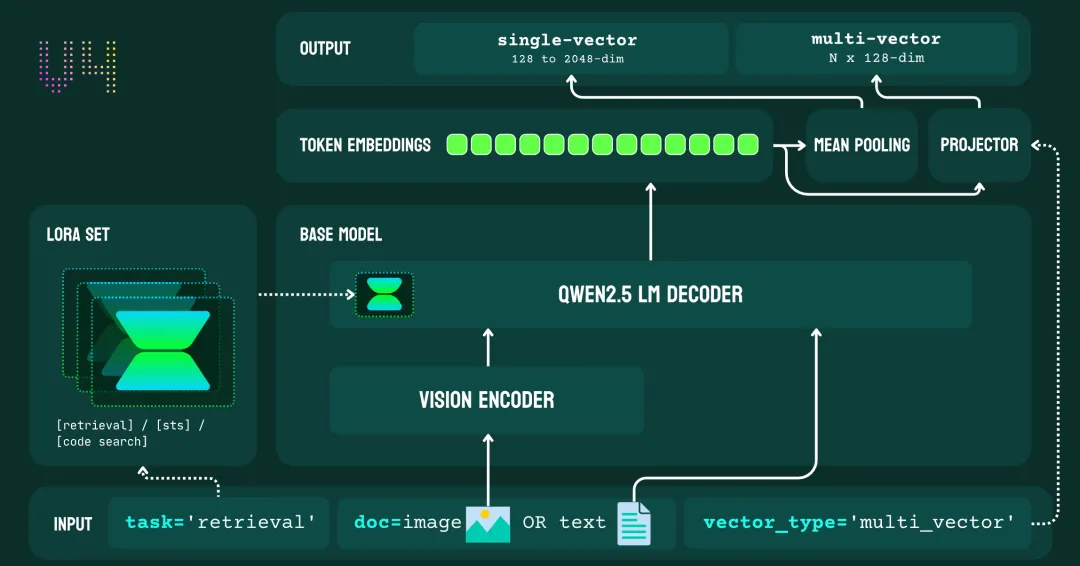 V4
OUTPUT
single-vector
128 to 2048-dim
multi-vector
N x 128-dim
TOKEN EMBEDDINGS
MEAN POOLING
PROJECTOR
LORA SET
[retrieval] / [sts] /
[code search]
BASE MODEL
QWEN2.5 LM DECODER
VISION ENCODER
INPUT
task='retrieval'
doc=image OR text
vector_type='multi_vector'